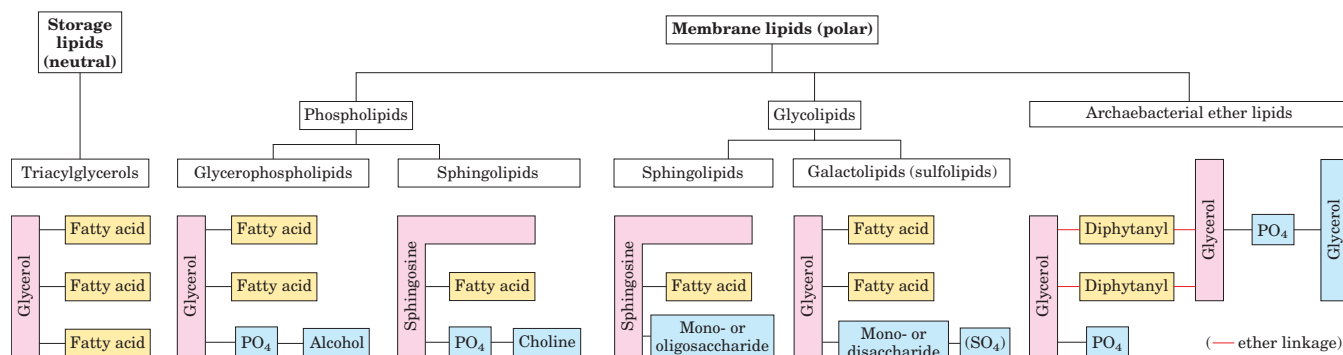 Storage
lipids
(neutral)
Membrane lipids (polar)
Phospholipids
Glycolipids
Archaebacterial ether lipids
Triacylglycerols
Glycerophospholipids
Sphingolipids
Sphingolipids
Galactolipids (sulfolipids)
Glycerol
Fatty acid
Fatty acid
Fatty acid
Glycerol
Fatty acid
Fatty acid
PO4
Alcohol
Sphingosine
Fatty acid
PO4
Choline
Sphingosine
Fatty acid
Mono- or
oligosaccharide
Glycerol
Fatty acid
Fatty acid
Mono- or
disaccharide
(SO4)
Glycerol
Diphytanyl
Diphytanyl
PO4
Glycerol
PO4
Glycerol
(— ether linkage)